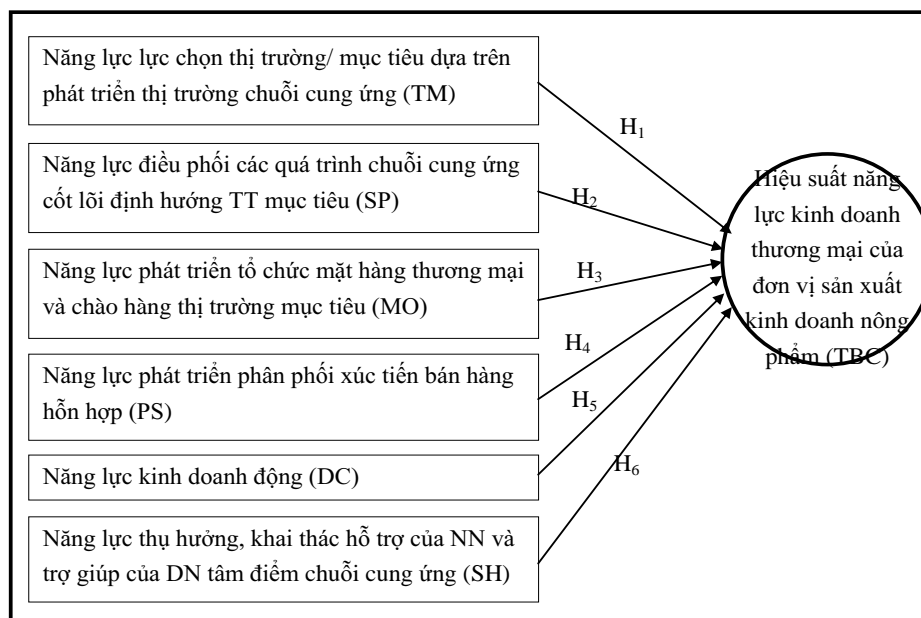 Năng lực lực chọn thị trường/ mục tiêu dựa trên
phát triển thị trường chuỗi cung ứng (TM)
H₁
Năng lực điều phối các quá trình chuỗi cung ứng
cốt lõi định hướng TT mục tiêu (SP)
H₂
Năng lực phát triển tổ chức mặt hàng thương mại
và chào hàng thị trường mục tiêu (MO)
H₃
Năng lực phát triển phân phối xúc tiến bán hàng
hỗn hợp (PS)
H₄
Năng lực kinh doanh động (DC)
H₅
Năng lực thụ hưởng, khai thác hỗ trợ của NN và
trợ giúp của DN tâm điểm chuỗi cung ứng (SH)
H₆
Hiệu suất năng
lực kinh doanh
thương mại của
đơn vị sản xuất
kinh doanh nông
phẩm (TBC)